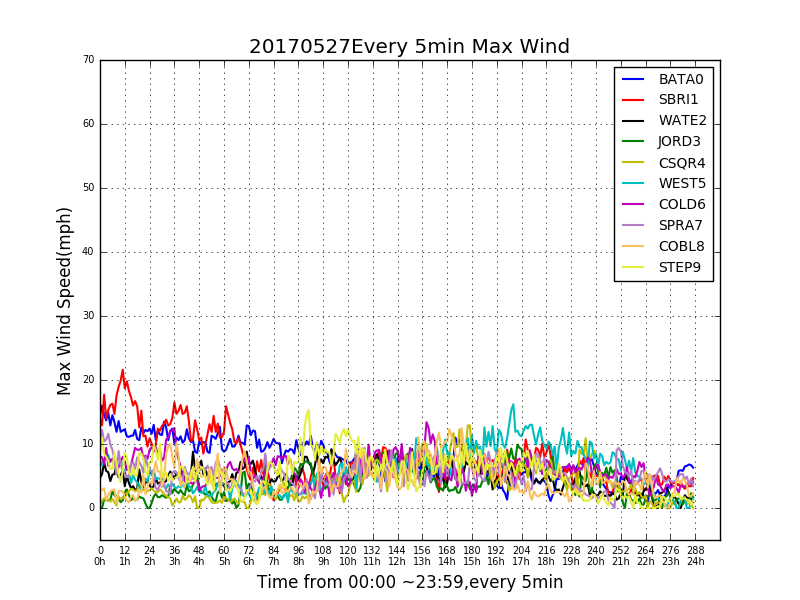 20170527Every 5min Max Wind
70
60
50
40
30
20
10
0
Max Wind Speed(mph)
BATA0
SBRI1
WATE2
JORD3
CSQR4
WEST5
COLD6
SPRA7
COBL8
STEP9
0 12 24 36 48 60 72 84 96 108 120 132 144 156 168 180 192 204 216 228 240 252 264 276 288
0h 1h 2h 3h 4h 5h 6h 7h 8h 9h 10h 11h 12h 13h 14h 15h 16h 17h 18h 19h 20h 21h 22h 23h 24h
Time from 00:00 ~23:59,every 5min